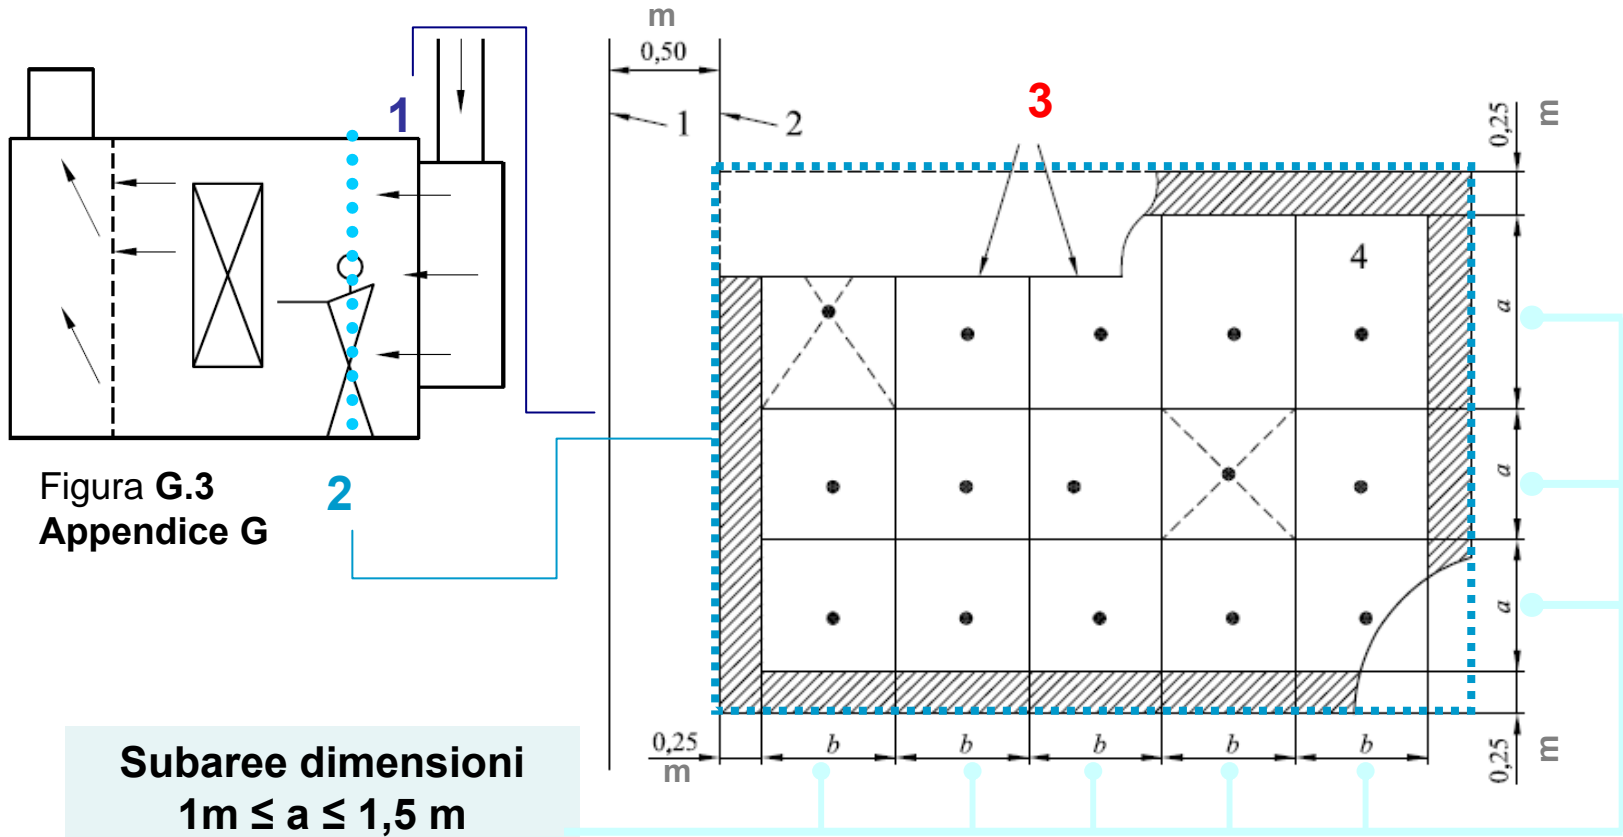 m
0,50
1
1
2
3
0,25
m
4
a
a
a
Figura G.3
Appendice G
2
0,25
m
b
b
b
b
b
0,25
m
Subaree dimensioni
1m ≤ a ≤ 1,5 m